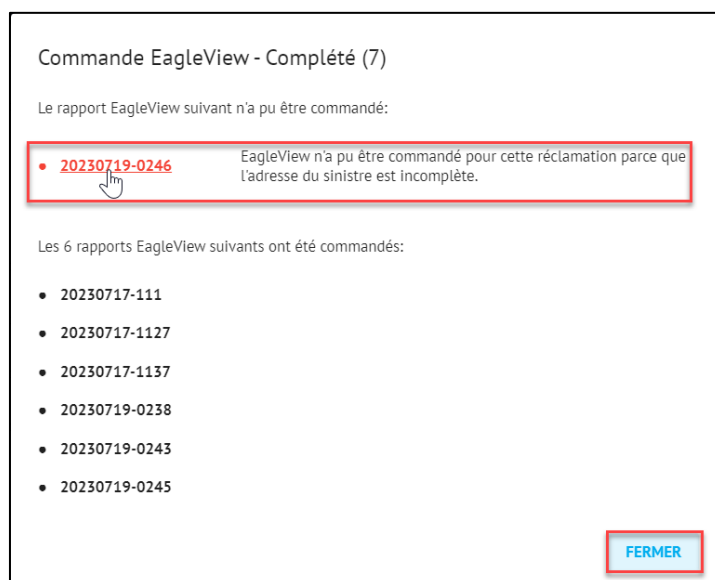 Commande EagleView - Complété (7)
Le rapport EagleView suivant n'a pu être commandé:
• 20230719-0246 EagleView n'a pu être commandé pour cette réclamation parce que
l'adresse du sinistre est incomplète.
Les 6 rapports EagleView suivants ont été commandés:
• 20230717-111
• 20230717-1127
• 20230717-1137
• 20230719-0238
• 20230719-0243
• 20230719-0245
FERMER